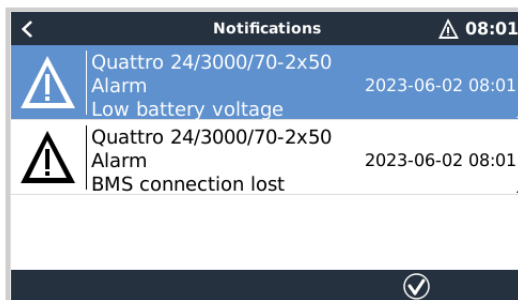 Notifications
08:01
Quattro 24/3000/70-2x50
Alarm
2023-06-02 08:01
Low battery voltage
Quattro 24/3000/70-2x50
Alarm
2023-06-02 08:01
BMS connection lost